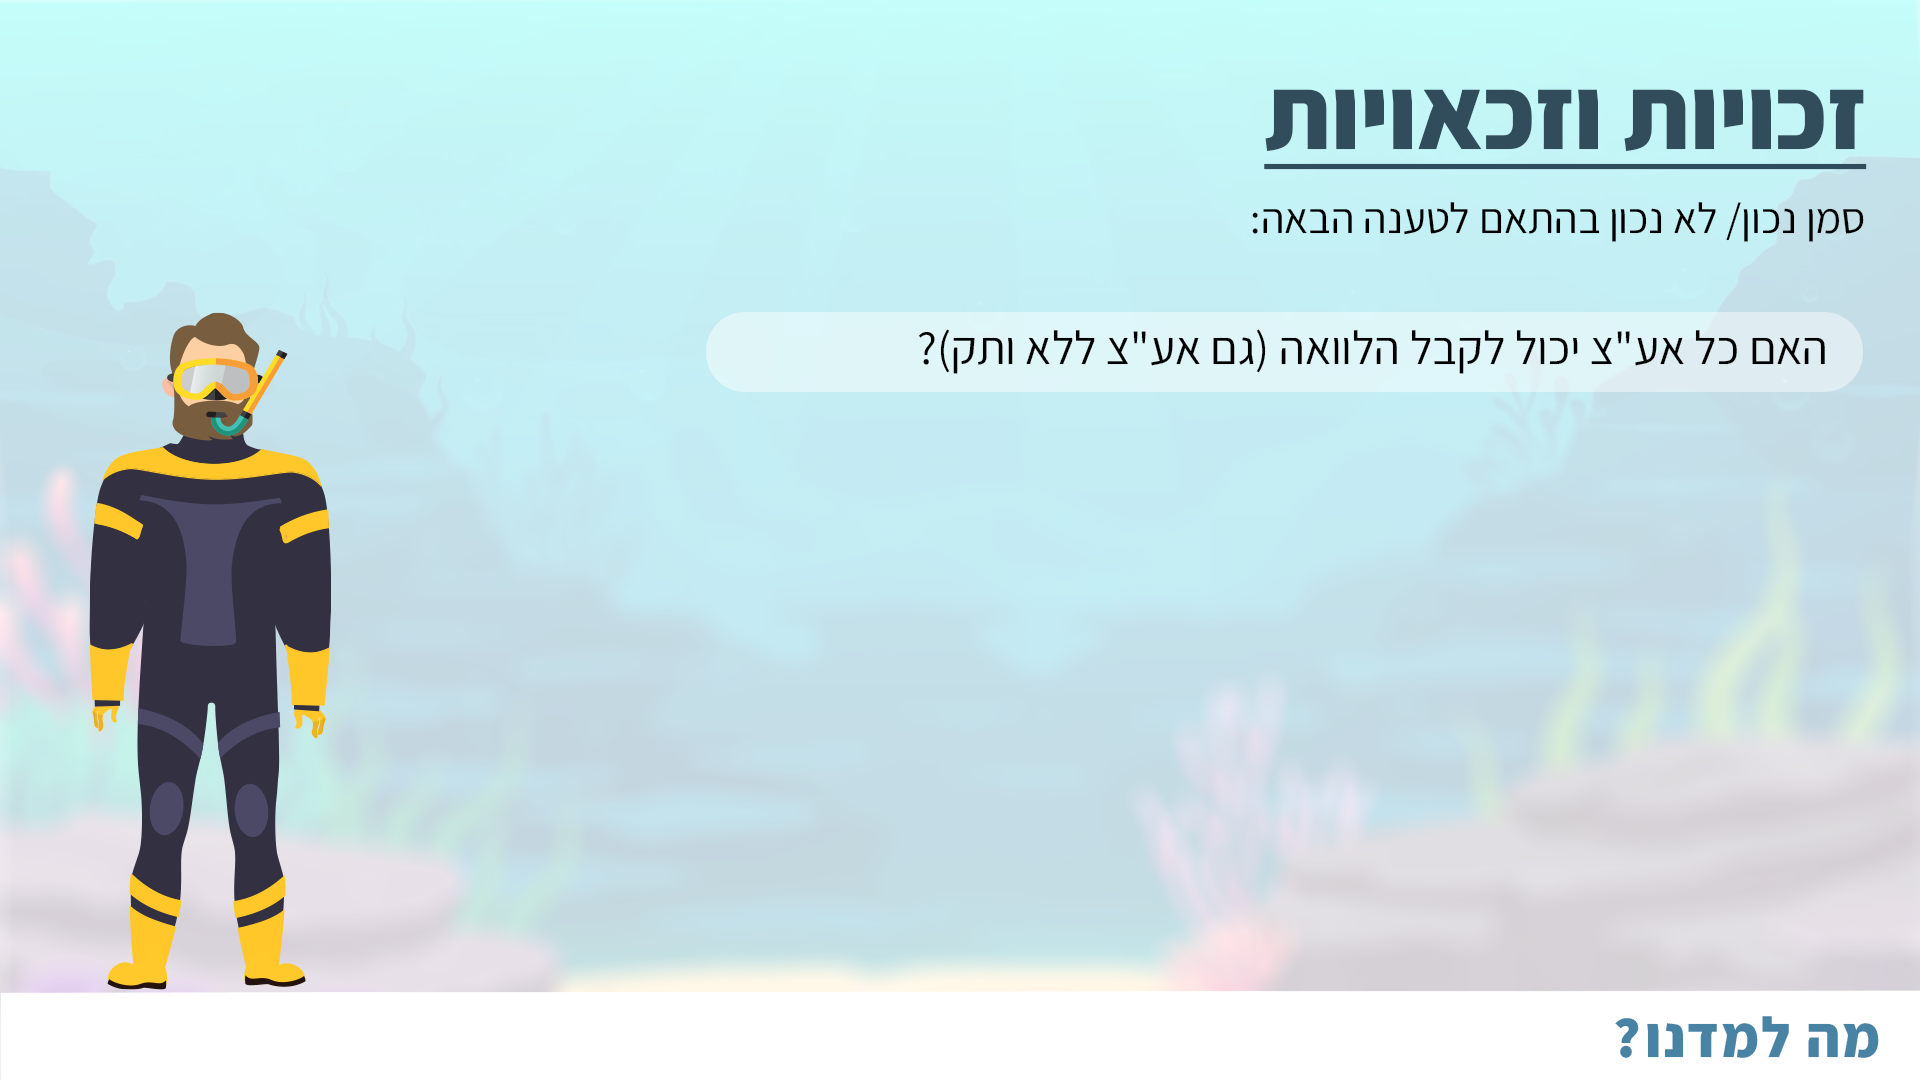 זכויות וזכאויות
סמן נכון/ לא נכון בהתאם לטענה הבאה:
האם כל אע"צ יכול לקבל הלוואה (גם אע"צ ללא ותק)?
מה למדנו?